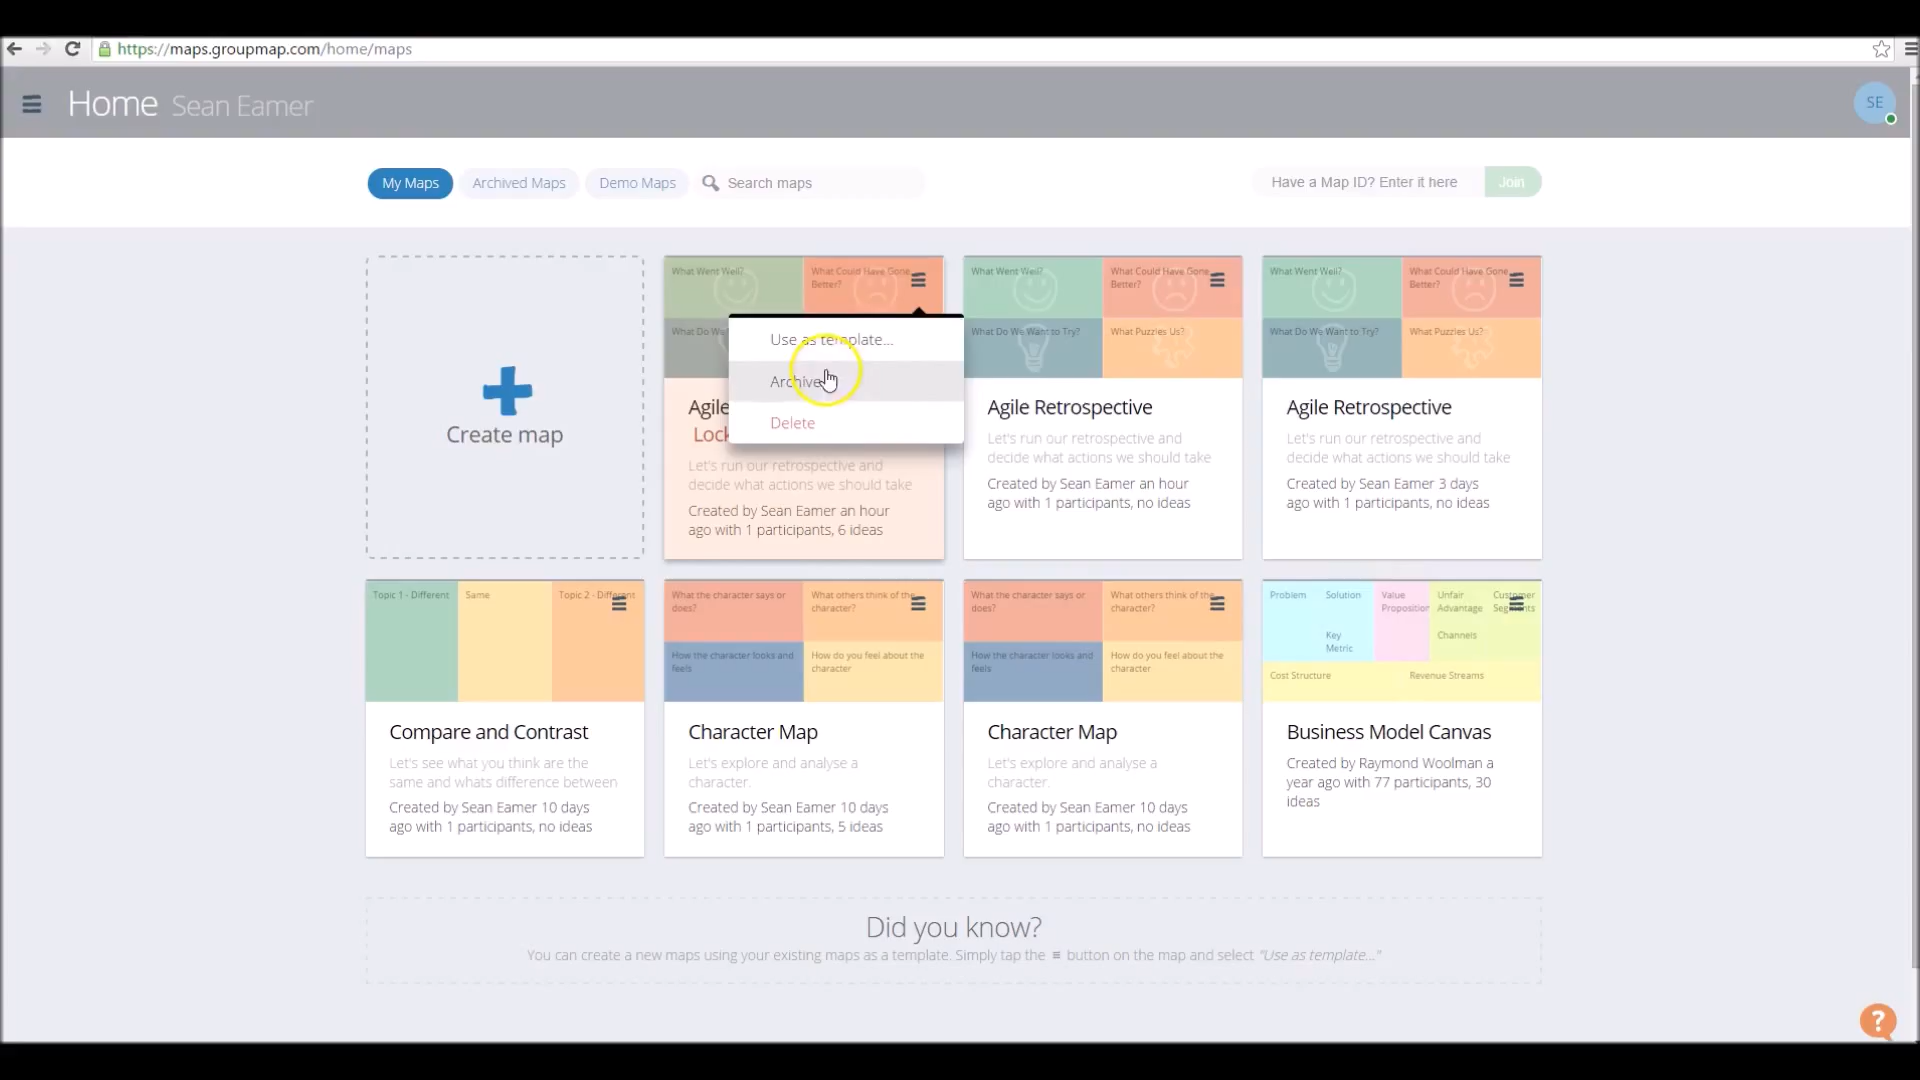 https://maps.groupmap.com/home/maps
Home Sean Eamer
SE
My Maps
Archived Maps
Demo Maps
Search maps
Have a Map ID? Enter it here
Join
Create map
What Went Well?
What Could Have Gone
Better?
What Do We
Use as template...
Archive
Delete
Agile
Lock
Let's run our retrospective and
decide what actions we should take
Created by Sean Eamer an hour
ago with 1 participants, 6 ideas
What Went Well?
What Could Have Gone
Better?
What Do We Want to Try?
What Puzzles Us?
Agile Retrospective
Let's run our retrospective and
decide what actions we should take
Created by Sean Eamer an hour
ago with 1 participants, no ideas
What Went Well?
What Could Have Gone
Better?
What Do We Want to Try?
What Puzzles Us?
Agile Retrospective
Let's run our retrospective and
decide what actions we should take
Created by Sean Eamer 3 days
ago with 1 participants, no ideas
Topic 1 - Different
Same
Topic 2 - Different
Compare and Contrast
Let's see what you think are the
same and whats difference between
Created by Sean Eamer 10 days
ago with 1 participants, no ideas
What the character says or
does?
What others think of the
character?
How the character looks and
feels
How do you feel about the
character
Character Map
Let's explore and analyse a
character.
Created by Sean Eamer 10 days
ago with 1 participants, 5 ideas
What the character says or
does?
What others think of the
character?
How the character looks and
feels
How do you feel about the
character
Character Map
Let's explore and analyse a
character.
Created by Sean Eamer 10 days
ago with 1 participants, no ideas
Problem
Solution
Value
Proposition
Unfair
Advantage
Customer
Segments
Key
Metric
Channels
Cost Structure
Revenue Streams
Business Model Canvas
Created by Raymond Woolman a
year ago with 77 participants, 30
ideas
Did you know?
You can create a new maps using your existing maps as a template. Simply tap the ≡ button on the map and select "Use as template..."
?